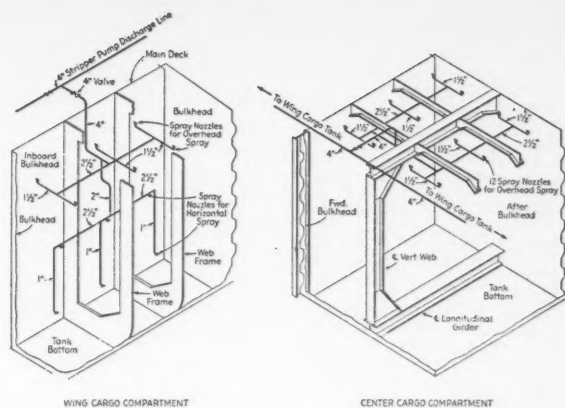 4" Stripper Pump Discharge Line
4" Valve
Main Deck
Bulkhead
Spray Nozzles
for Overhead
Spray
4"
1½"
Inboard
Bulkhead
2½"
1½"
Bulkhead
2"
2½"
2½"
Spray
Nozzles for
Horizontal
Spray
1"
1"
1"
Web
Frame
Web
Frame
Tank
Bottom
WING CARGO COMPARTMENT
To Wing Cargo Tank
1½"
2½"
1½"
1½"
1½"
1½"
1½"
2½"
4"
4"
1½"
12 Spray Nozzles
for Overhead Spray
To Wing Cargo Tank
4"
Fwd.
Bulkhead
After
Bulkhead
℄ Vert Web
Tank
Bottom
℄ Longitudinal
Girder
CENTER CARGO COMPARTMENT